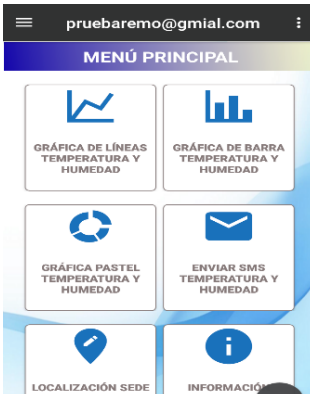 pruebaremo@gmial.com
MENÚ PRINCIPAL
GRÁFICA DE LÍNEAS
TEMPERATURA Y
HUMEDAD
GRÁFICA DE BARRA
TEMPERATURA Y
HUMEDAD
GRÁFICA PASTEL
TEMPERATURA Y
HUMEDAD
ENVIAR SMS
TEMPERATURA Y
HUMEDAD
LOCALIZACIÓN SEDE
INFORMACIÓN